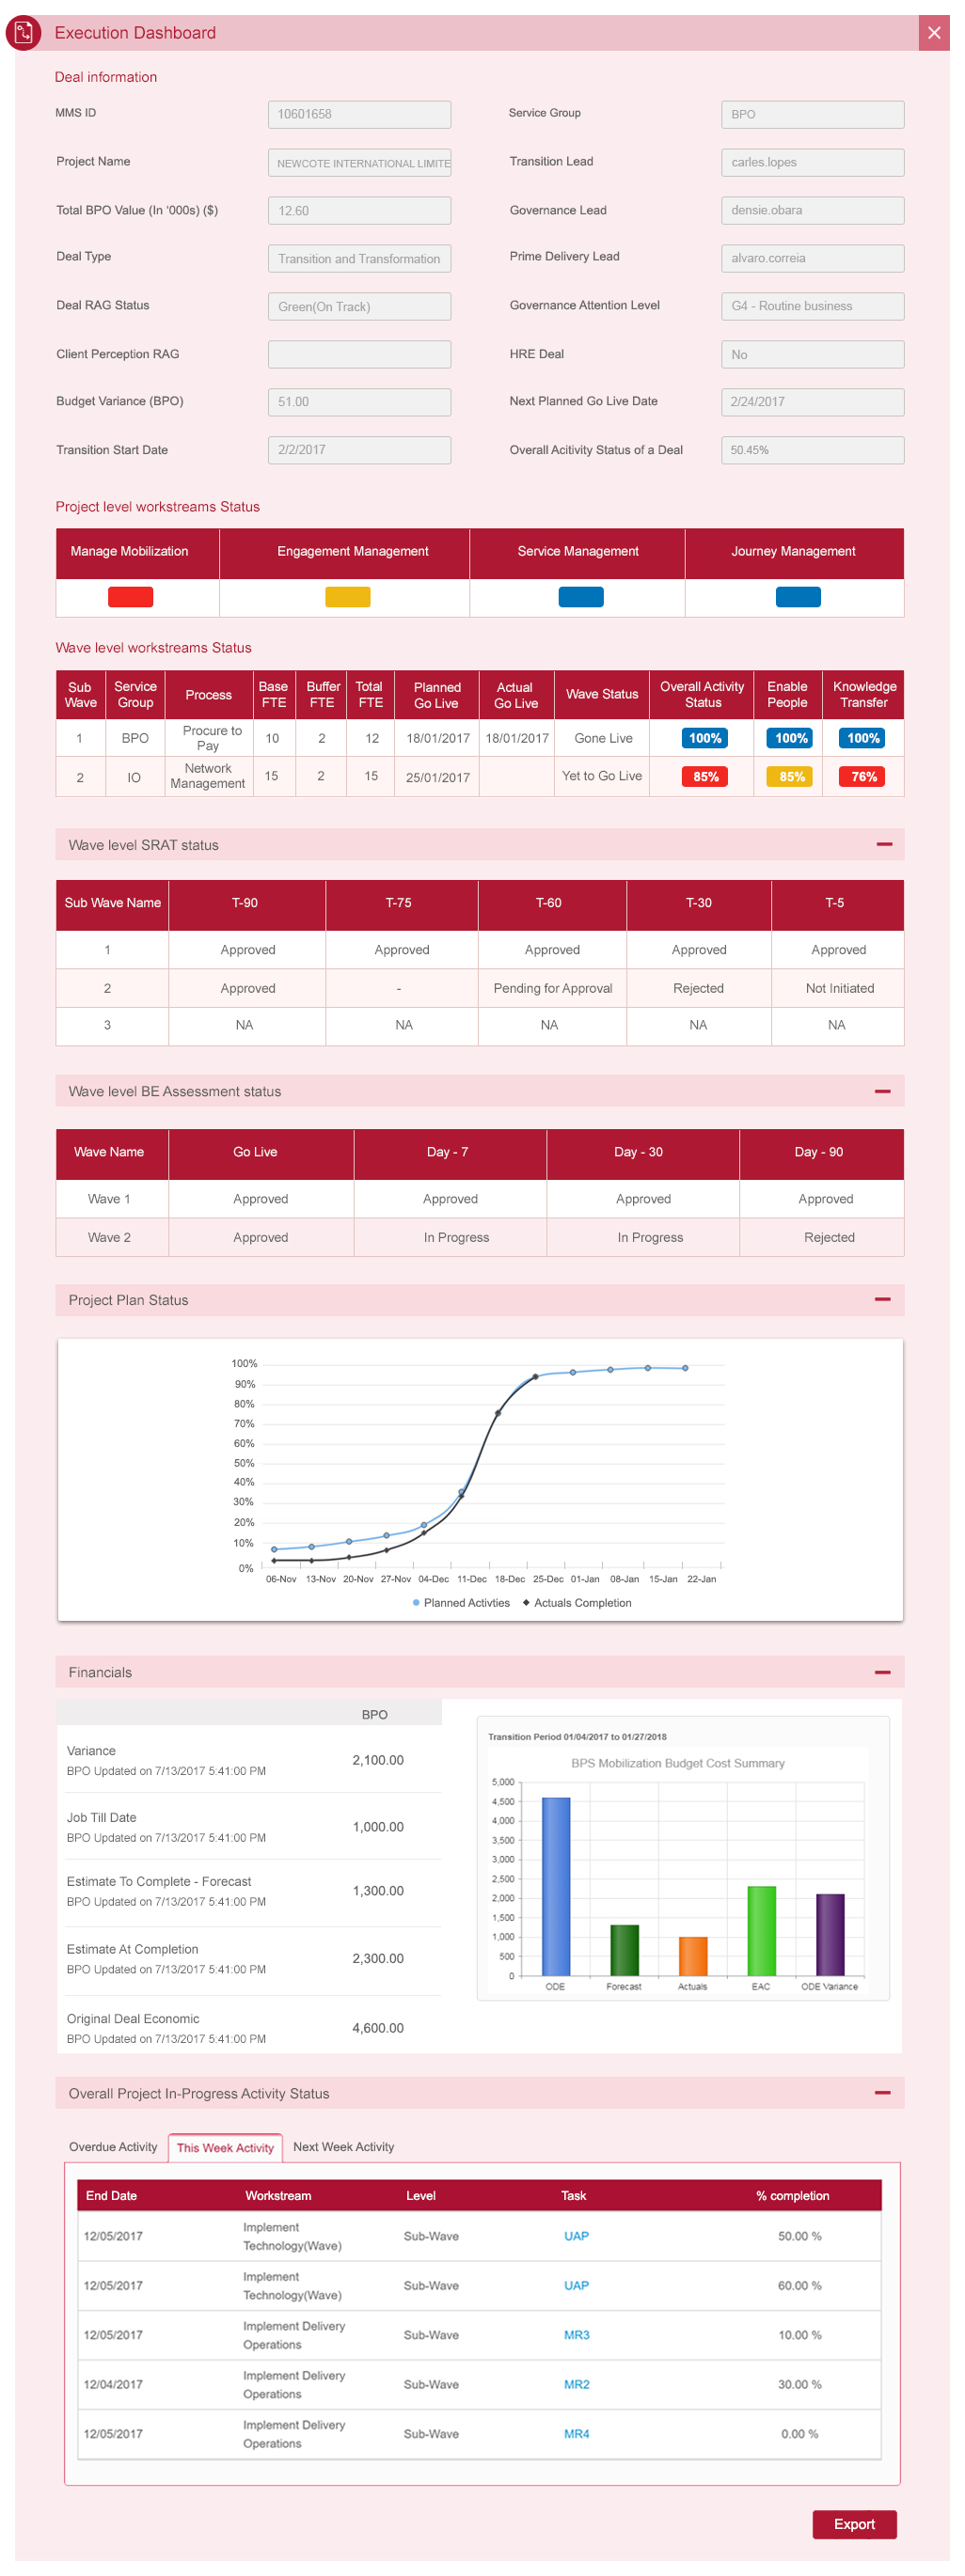 Execution Dashboard
Deal information
MMS ID 10601658 Service Group BPO
Project Name NEWCOTE INTERNATIONAL LIMITE Transition Lead carles.lopes
Total BPO Value (In '000s) ($) 12.60 Governance Lead densie.obara
Deal Type Transition and Transformation Prime Delivery Lead alvaro.correia
Deal RAG Status Green(On Track) Governance Attention Level G4 - Routine business
Client Perception RAG HRE Deal No
Budget Variance (BPO) 51.00 Next Planned Go Live Date 2/24/2017
Transition Start Date 2/2/2017 Overall Acitivity Status of a Deal 50.45%
Project level workstreams Status
Manage Mobilization Engagement Management Service Management Journey Management
Wave level workstreams Status
Sub Wave Service Group Process Base FTE Buffer FTE Total FTE Planned Go Live Actual Go Live Wave Status Overall Activity Status Enable People Knowledge Transfer
1 BPO Procure to Pay 10 2 12 18/01/2017 18/01/2017 Gone Live 100% 100% 100%
2 IO Network Management 15 2 15 25/01/2017 Yet to Go Live 85% 85% 76%
Wave level SRAT status
Sub Wave Name T-90 T-75 T-60 T-30 T-5
1 Approved Approved Approved Approved Approved
2 Approved - Pending for Approval Rejected Not Initiated
3 NA NA NA NA NA
Wave level BE Assessment status
Wave Name Go Live Day - 7 Day - 30 Day - 90
Wave 1 Approved Approved Approved Approved
Wave 2 Approved In Progress In Progress Rejected
Project Plan Status
100%
90%
80%
70%
60%
50%
40%
30%
20%
10%
0%
06-Nov 13-Nov 20-Nov 27-Nov 04-Dec 11-Dec 18-Dec 25-Dec 01-Jan 08-Jan 15-Jan 22-Jan
Planned Activties Actuals Completion
Financials
BPO
Variance
BPO Updated on 7/13/2017 5:41:00 PM
2,100.00
Job Till Date
BPO Updated on 7/13/2017 5:41:00 PM
1,000.00
Estimate To Complete - Forecast
BPO Updated on 7/13/2017 5:41:00 PM
1,300.00
Estimate At Completion
BPO Updated on 7/13/2017 5:41:00 PM
2,300.00
Original Deal Economic
BPO Updated on 7/13/2017 5:41:00 PM
4,600.00
Transition Period 01/04/2017 to 01/27/2018
BPS Mobilization Budget Cost Summary
5,000
4,500
4,000
3,500
3,000
2,500
2,000
1,500
1,000
500
0
ODE Forecast Actuals EAC ODE Variance
Overall Project In-Progress Activity Status
Overdue Activity This Week Activity Next Week Activity
End Date Workstream Level Task % completion
12/05/2017 Implement Technology(Wave) Sub-Wave UAP 50.00 %
12/05/2017 Implement Technology(Wave) Sub-Wave UAP 60.00 %
12/05/2017 Implement Delivery Operations Sub-Wave MR3 10.00 %
12/04/2017 Implement Delivery Operations Sub-Wave MR2 30.00 %
12/05/2017 Implement Delivery Operations Sub-Wave MR4 0.00 %
Export